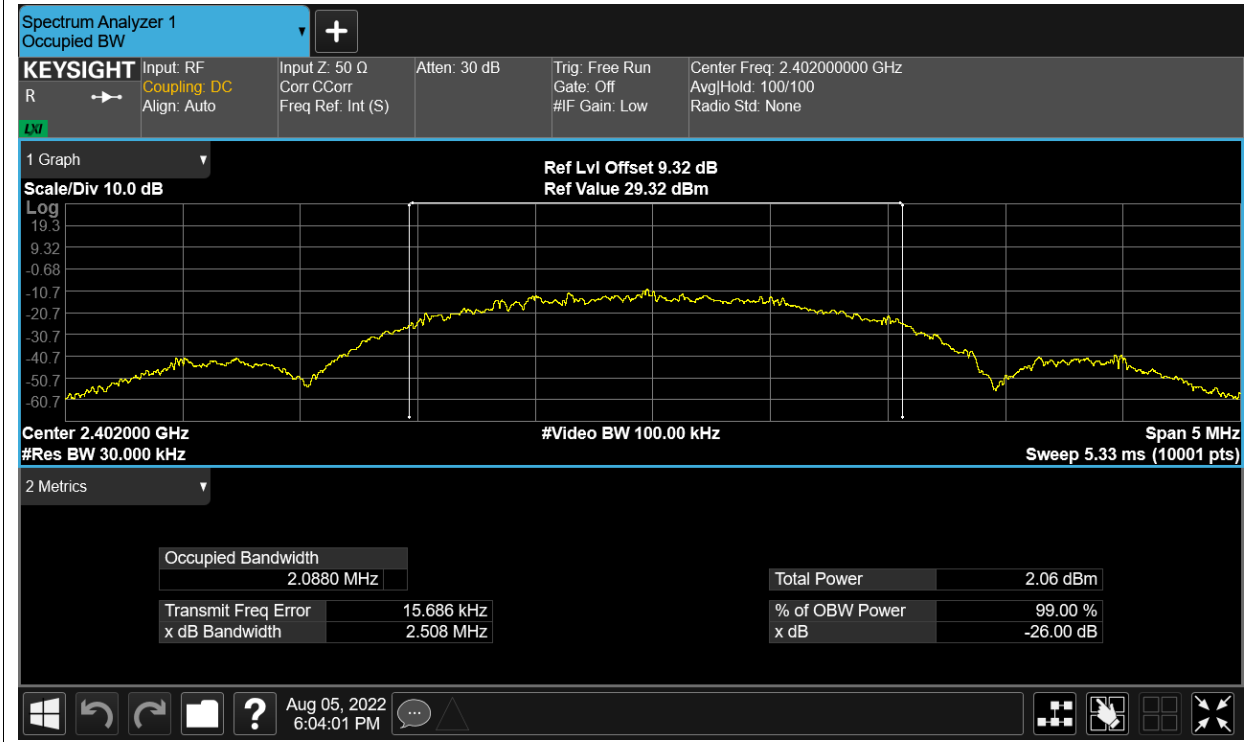 Spectrum Analyzer 1
Occupied BW
KEYSIGHT
R
LXI
Input: RF
Coupling: DC
Align: Auto
Input Z: 50 Ω
Corr CCorr
Freq Ref: Int (S)
Atten: 30 dB
Trig: Free Run
Gate: Off
#IF Gain: Low
Center Freq: 2.402000000 GHz
Avg|Hold: 100/100
Radio Std: None
1 Graph
Scale/Div 10.0 dB
Ref Lvl Offset 9.32 dB
Ref Value 29.32 dBm
Log
19.3
9.32
-0.68
-10.7
-20.7
-30.7
-40.7
-50.7
-60.7
Center 2.402000 GHz
#Res BW 30.000 kHz
#Video BW 100.00 kHz
Span 5 MHz
Sweep 5.33 ms (10001 pts)
2 Metrics
Occupied Bandwidth
2.0880 MHz
Transmit Freq Error 15.686 kHz
x dB Bandwidth 2.508 MHz
Total Power 2.06 dBm
% of OBW Power 99.00 %
x dB -26.00 dB
?
Aug 05, 2022
6:04:01 PM